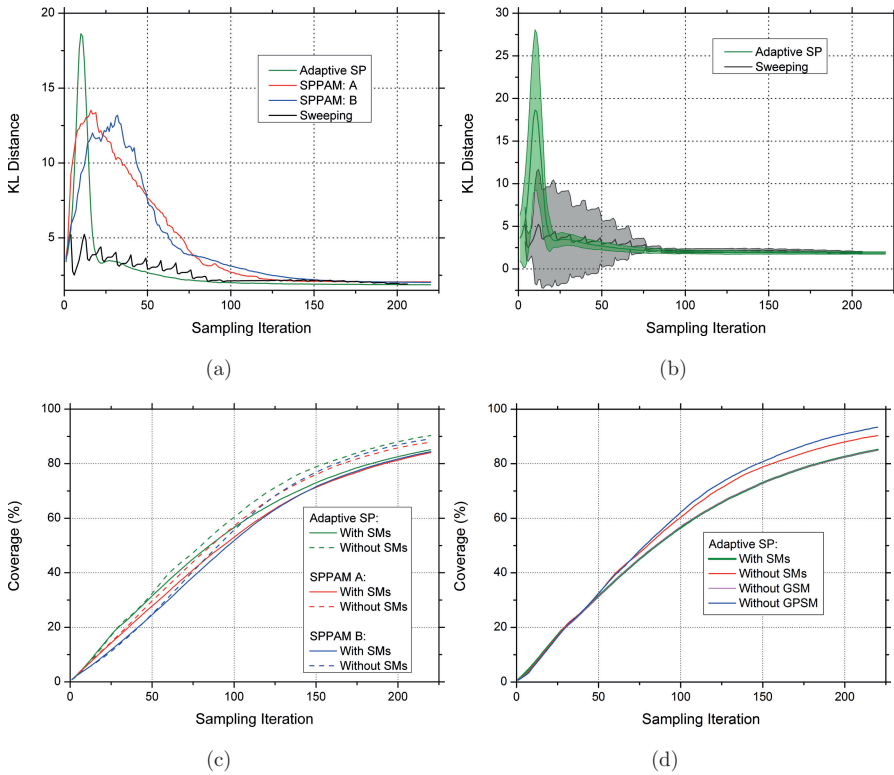 20
15
10
5
0
50
100
150
200
KL Distance
Sampling Iteration
Adaptive SP
SPPAM: A
SPPAM: B
Sweeping
(a)
30
25
20
15
10
5
0
0
50
100
150
200
KL Distance
Sampling Iteration
Adaptive SP
Sweeping
(b)
100
80
60
40
20
0
0
50
100
150
200
Coverage (%)
Sampling Iteration
Adaptive SP:
With SMs
Without SMs
SPPAM A:
With SMs
Without SMs
SPPAM B:
With SMs
Without SMs
(c)
100
80
60
40
20
0
0
50
100
150
200
Coverage (%)
Sampling Iteration
Adaptive SP:
With SMs
Without SMs
Without GSM
Without GPSM
(d)